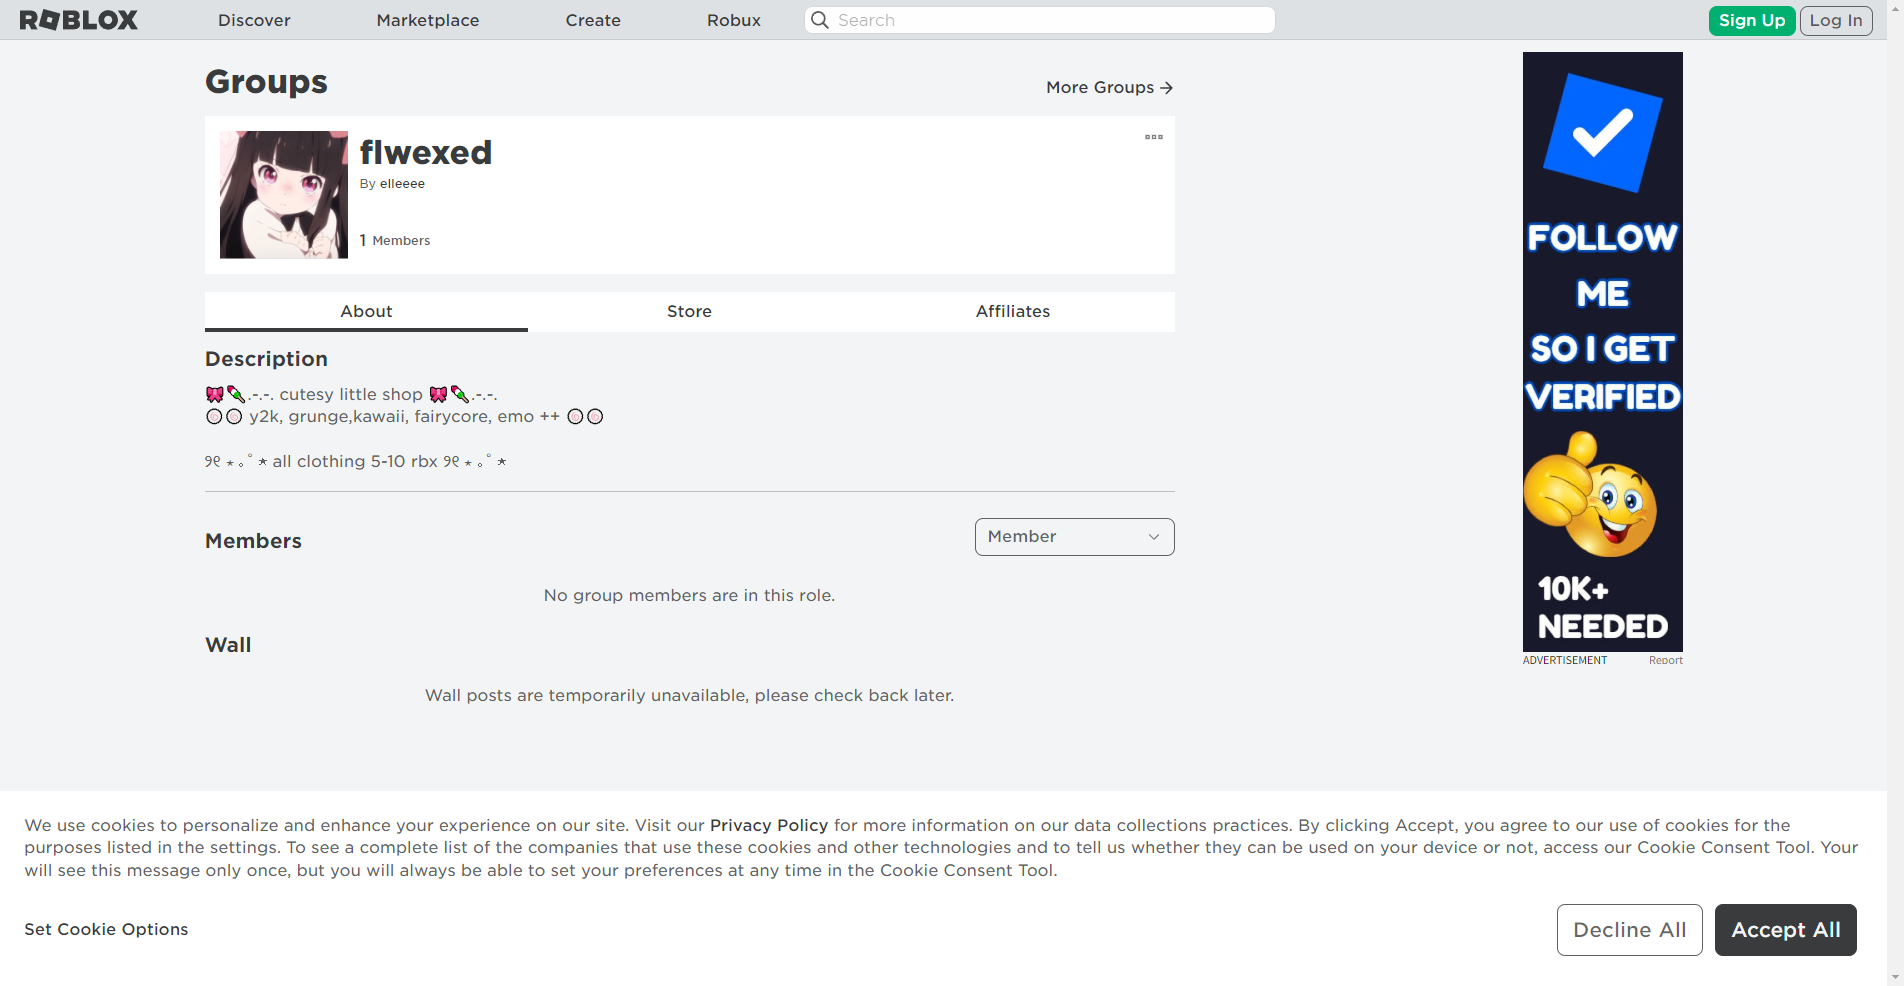 ROBLOX Discover Marketplace Create Robux Search Sign Up Log In
Groups
More Groups →
flwexed
By elleeee
1 Members
About Store Affiliates
Description
🎀🍡.-.-. cutesy little shop 🎀🍡.-.-.
🍥🍥 y2k, grunge,kawaii, fairycore, emo ++ 🍥🍥
୨୧ ⋆ ｡ ﾟ ★ all clothing 5-10 rbx ୨୧ ⋆ ｡ ﾟ ★
Members
Member
No group members are in this role.
Wall
Wall posts are temporarily unavailable, please check back later.
FOLLOW
ME
SO I GET
VERIFIED
10K+
NEEDED
ADVERTISEMENT Report
We use cookies to personalize and enhance your experience on our site. Visit our Privacy Policy for more information on our data collections practices. By clicking Accept, you agree to our use of cookies for the
purposes listed in the settings. To see a complete list of the companies that use these cookies and other technologies and to tell us whether they can be used on your device or not, access our Cookie Consent Tool. Your
will see this message only once, but you will always be able to set your preferences at any time in the Cookie Consent Tool.
Set Cookie Options
Decline All
Accept All